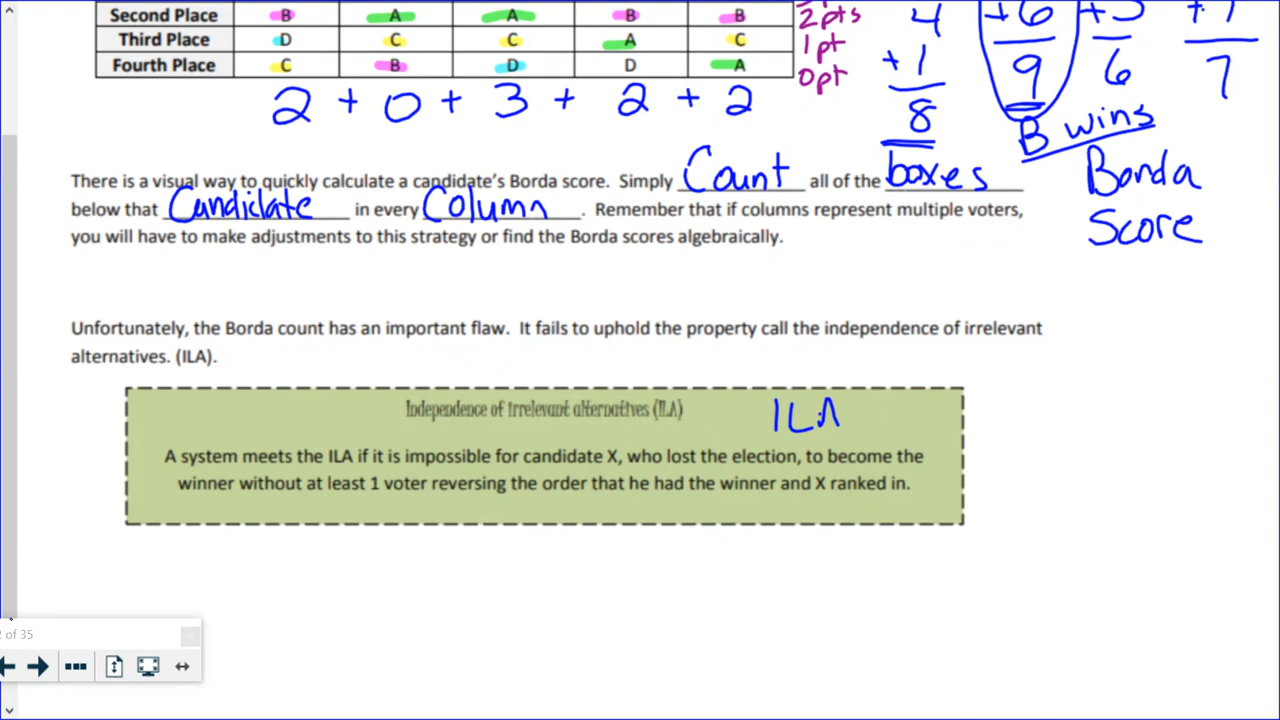 Second Place B A A B B 2pts
Third Place D C C A C 1pt
Fourth Place C B D D A 0pt
2 + 0 + 3 + 2 + 2
4 +6
+1 9 6 7
8 B wins
There is a visual way to quickly calculate a candidate's Borda score. Simply Count all of the boxes
below that Candidate in every Column. Remember that if columns represent multiple voters,
you will have to make adjustments to this strategy or find the Borda scores algebraically.
Borda
Score
Unfortunately, the Borda count has an important flaw. It fails to uphold the property call the independence of irrelevant
alternatives. (ILA).
Independence of irrelevant alternatives (ILA) ILA
A system meets the ILA if it is impossible for candidate X, who lost the election, to become the
winner without at least 1 voter reversing the order that he had the winner and X ranked in.
2 of 35